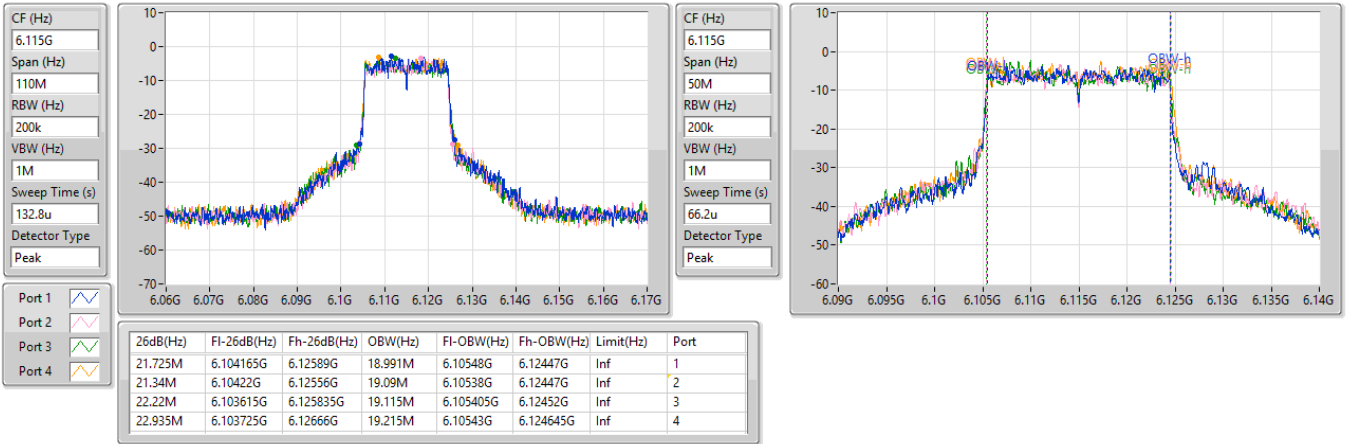 CF (Hz)
6.115G
Span (Hz)
110M
RBW (Hz)
200k
VBW (Hz)
1M
Sweep Time (s)
132.8u
Detector Type
Peak
10-
0-
-10-
-20-
-30-
-40-
-50-
-60-
-70-
6.06G 6.07G 6.08G 6.09G 6.1G 6.11G 6.12G 6.13G 6.14G 6.15G 6.16G 6.17G
CF (Hz)
6.115G
Span (Hz)
50M
RBW (Hz)
200k
VBW (Hz)
1M
Sweep Time (s)
66.2u
Detector Type
Peak
10-
0-
-10-
-20-
-30-
-40-
-50-
-60-
OBW-h
6.09G 6.095G 6.1G 6.105G 6.11G 6.115G 6.12G 6.125G 6.13G 6.135G 6.14G
Port 1
Port 2
Port 3
Port 4
26dB(Hz) Fl-26dB(Hz) Fh-26dB(Hz) OBW(Hz) Fl-OBW(Hz) Fh-OBW(Hz) Limit(Hz) Port
21.725M 6.104165G 6.12589G 18.991M 6.10548G 6.12447G Inf 1
21.34M 6.10422G 6.12556G 19.09M 6.10538G 6.12447G Inf 2
22.22M 6.103615G 6.125835G 19.115M 6.105405G 6.12452G Inf 3
22.935M 6.103725G 6.12666G 19.215M 6.10543G 6.124645G Inf 4